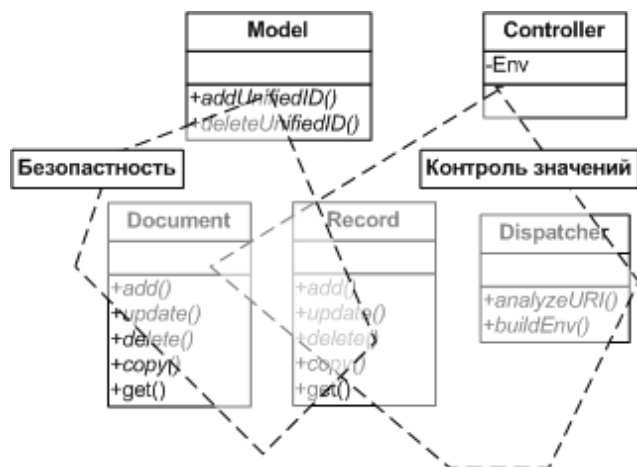 Model
Controller
-Env
+addUnifiedID()
+deleteUnifiedID()
Безопастность
Контроль значений
Document
Record
Dispatcher
+add()
+update()
+delete()
+copy()
+get()
+add()
+update()
+delete()
+copy()
+get()
+analyzeURI()
+buildEnv()